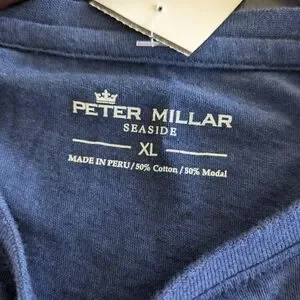 PETER MILLAR
SEASIDE
XL
MADE IN PERU / 50% Cotton / 50% Modal